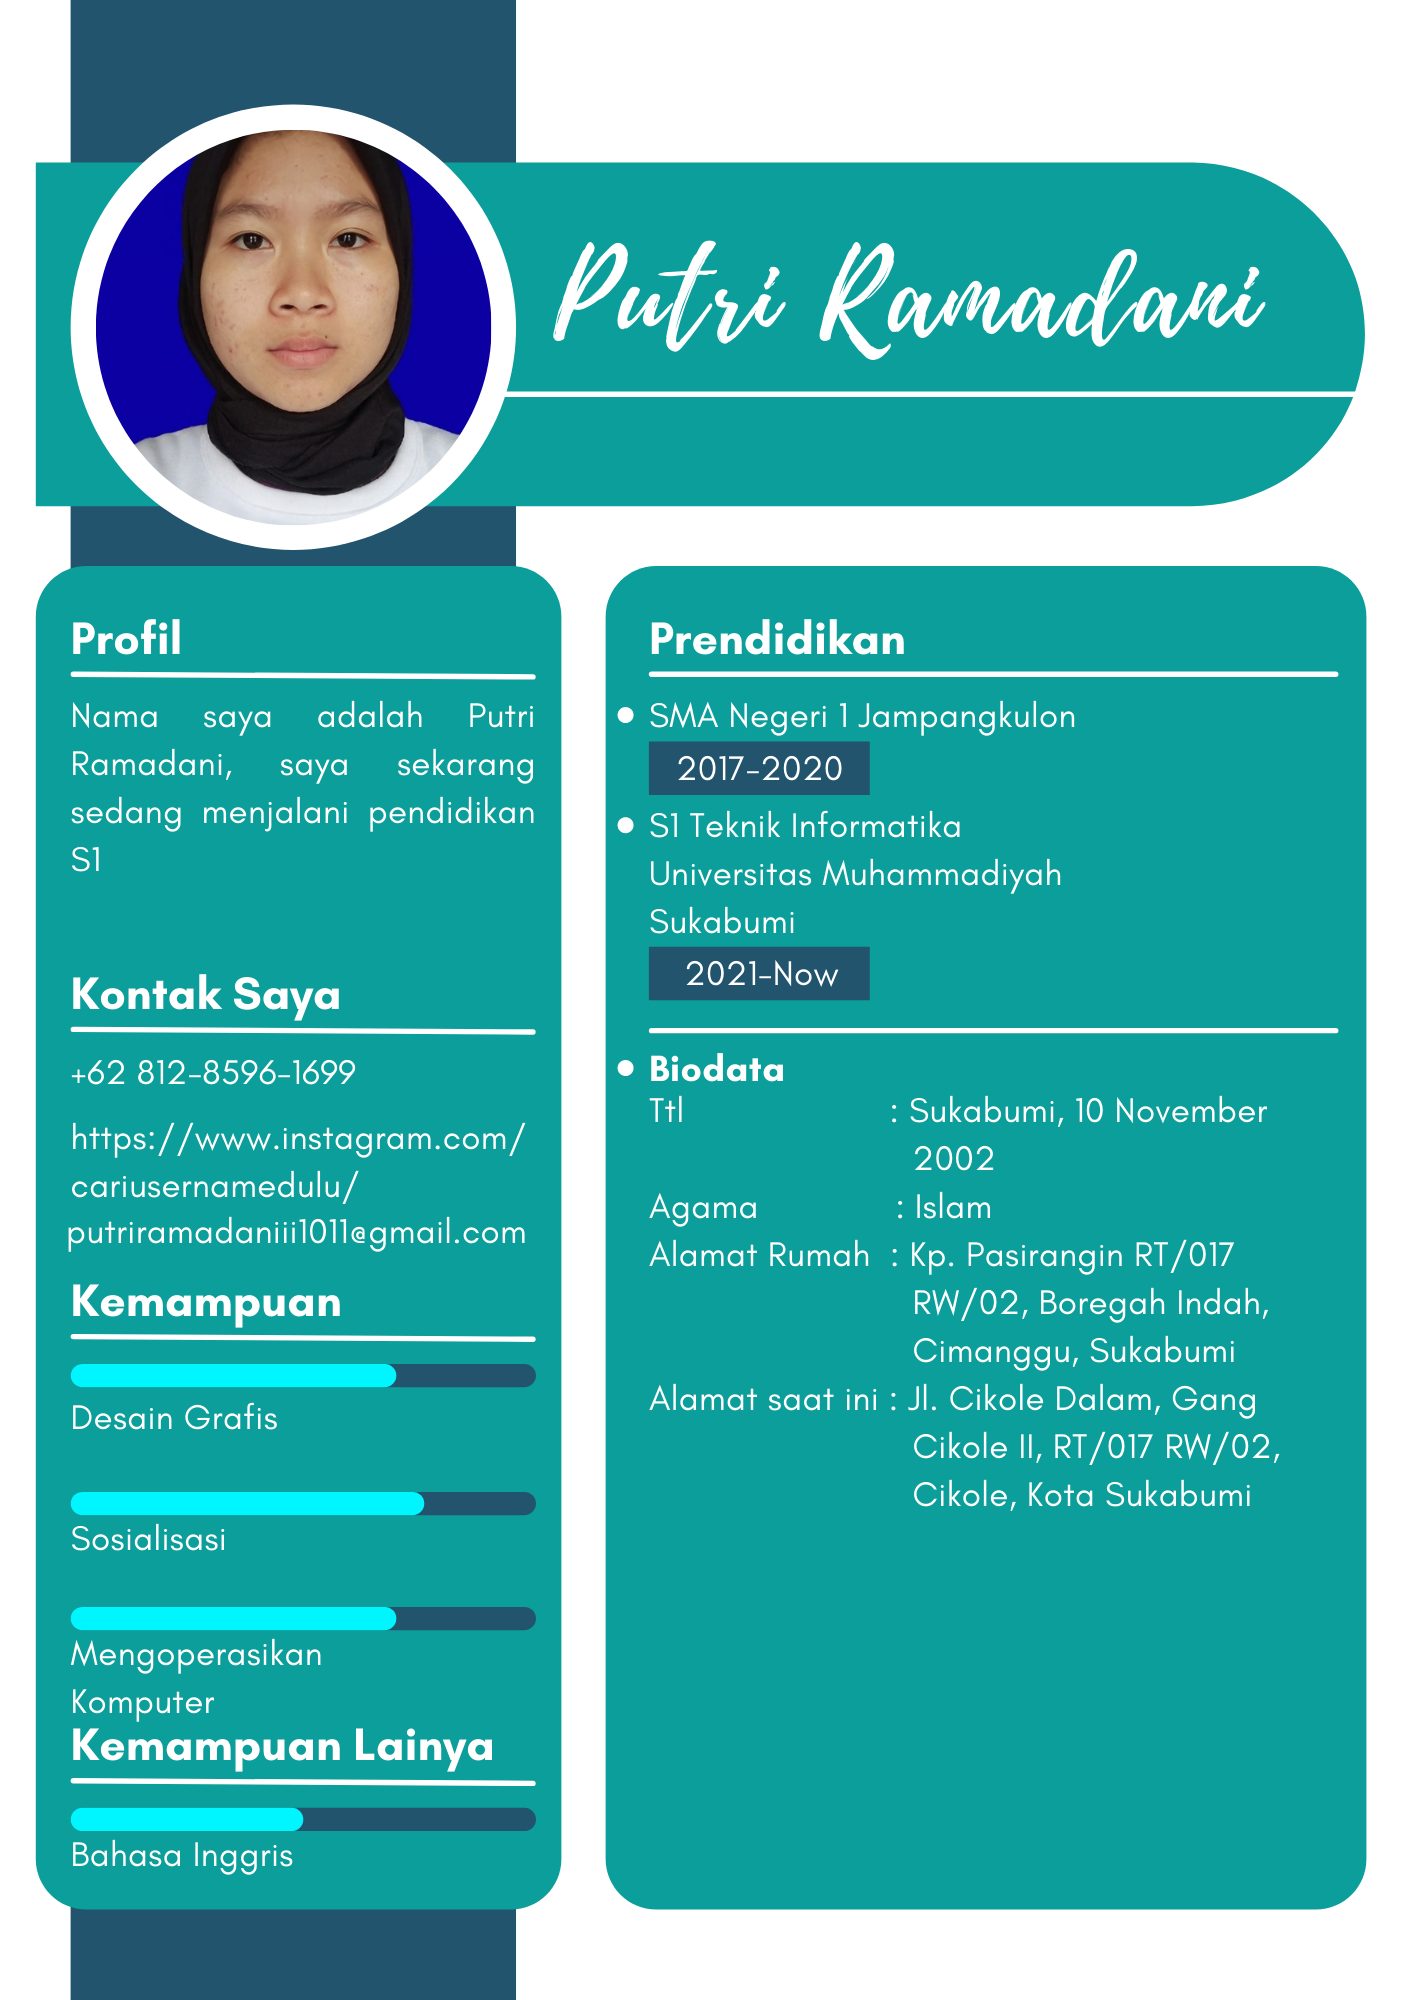 Putri Ramadani
Profil
Nama saya adalah Putri
Ramadani, saya sekarang
sedang menjalani pendidikan
S1
Kontak Saya
+62 812-8596-1699
https://www.instagram.com/
cariusernamedulu/
putriramadaniii1011@gmail.com
Kemampuan
Desain Grafis
Sosialisasi
Mengoperasikan
Komputer
Kemampuan Lainya
Bahasa Inggris
Prendidikan
SMA Negeri 1 Jampangkulon
2017-2020
S1 Teknik Informatika
Universitas Muhammadiyah
Sukabumi
2021-Now
Biodata
Ttl : Sukabumi, 10 November
2002
Agama : Islam
Alamat Rumah : Kp. Pasirangin RT/017
RW/02, Boregah Indah,
Cimanggu, Sukabumi
Alamat saat ini : Jl. Cikole Dalam, Gang
Cikole II, RT/017 RW/02,
Cikole, Kota Sukabumi